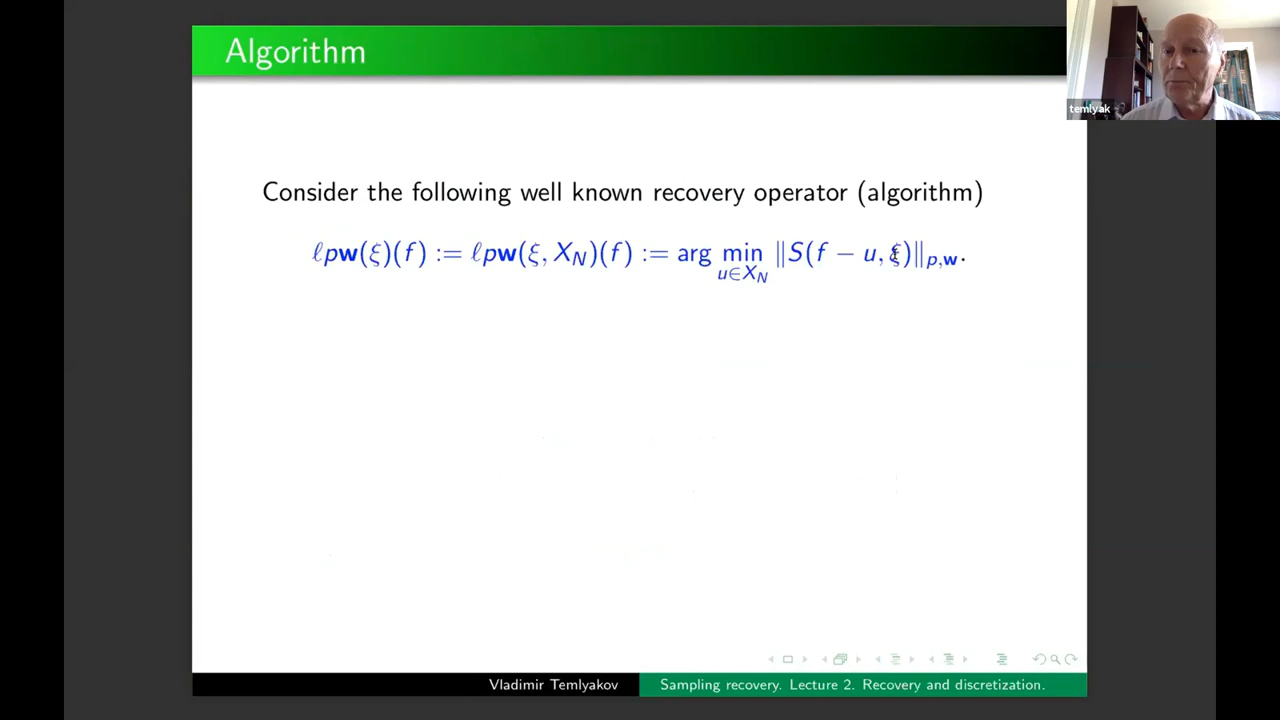 Algorithm
temlyak
Consider the following well known recovery operator (algorithm)
ℓp𝐰(ξ)(f) := ℓp𝐰(ξ, X_N)(f) := arg min_{u∈X_N} ‖S(f − u, ξ)‖_{p,𝐰}.
Vladimir Temlyakov
Sampling recovery. Lecture 2. Recovery and discretization.